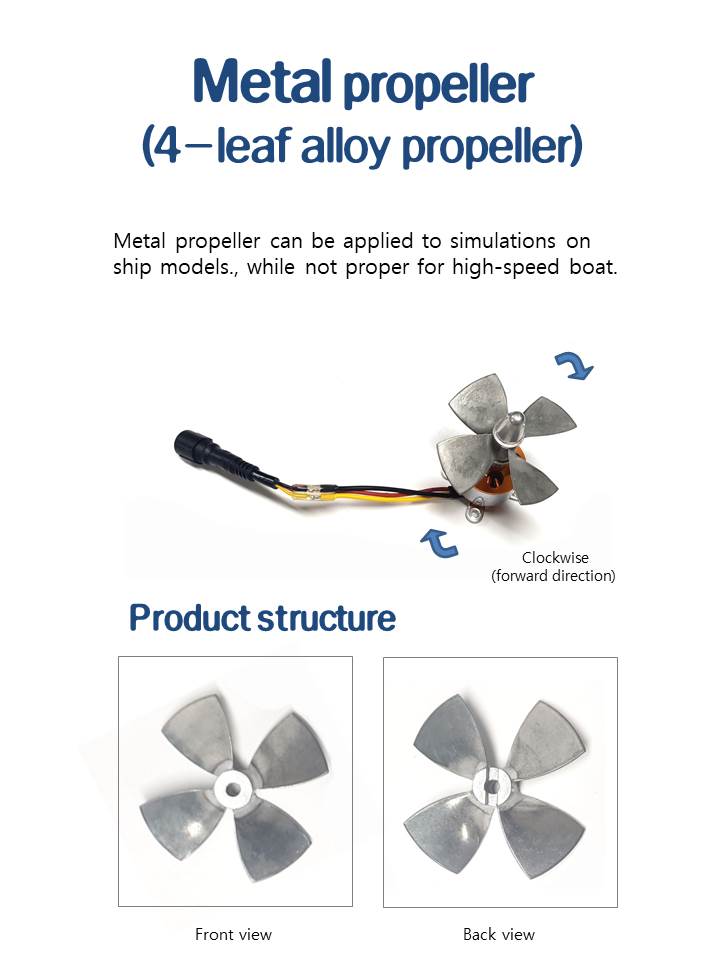 Metal propeller
(4-leaf alloy propeller)
Metal propeller can be applied to simulations on
ship models., while not proper for high-speed boat.
Clockwise
(forward direction)
Product structure
Front view
Back view